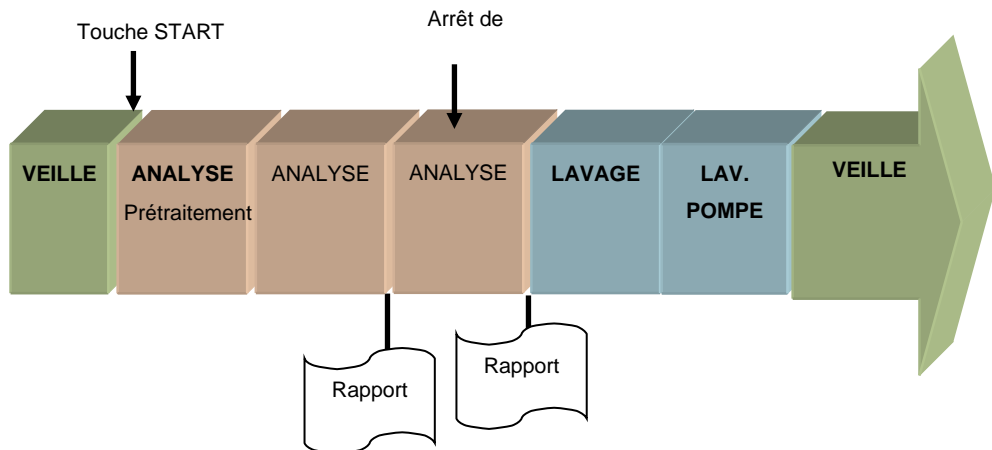 Touche START
Arrêt de
VEILLE
ANALYSE
Prétraitement
ANALYSE
ANALYSE
LAVAGE
LAV.
POMPE
VEILLE
Rapport
Rapport